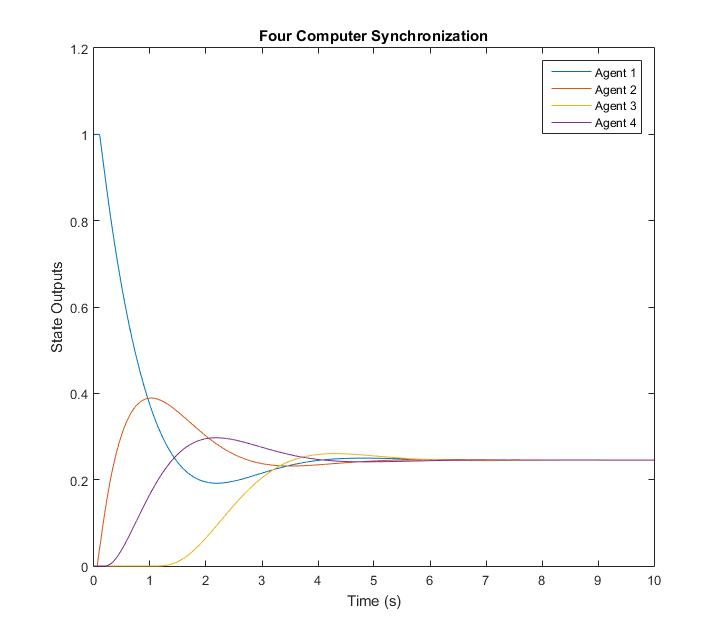 Four Computer Synchronization
1.2
1
0.8
0.6
0.4
0.2
0
State Outputs
Agent 1
Agent 2
Agent 3
Agent 4
0 1 2 3 4 5 6 7 8 9 10
Time (s)